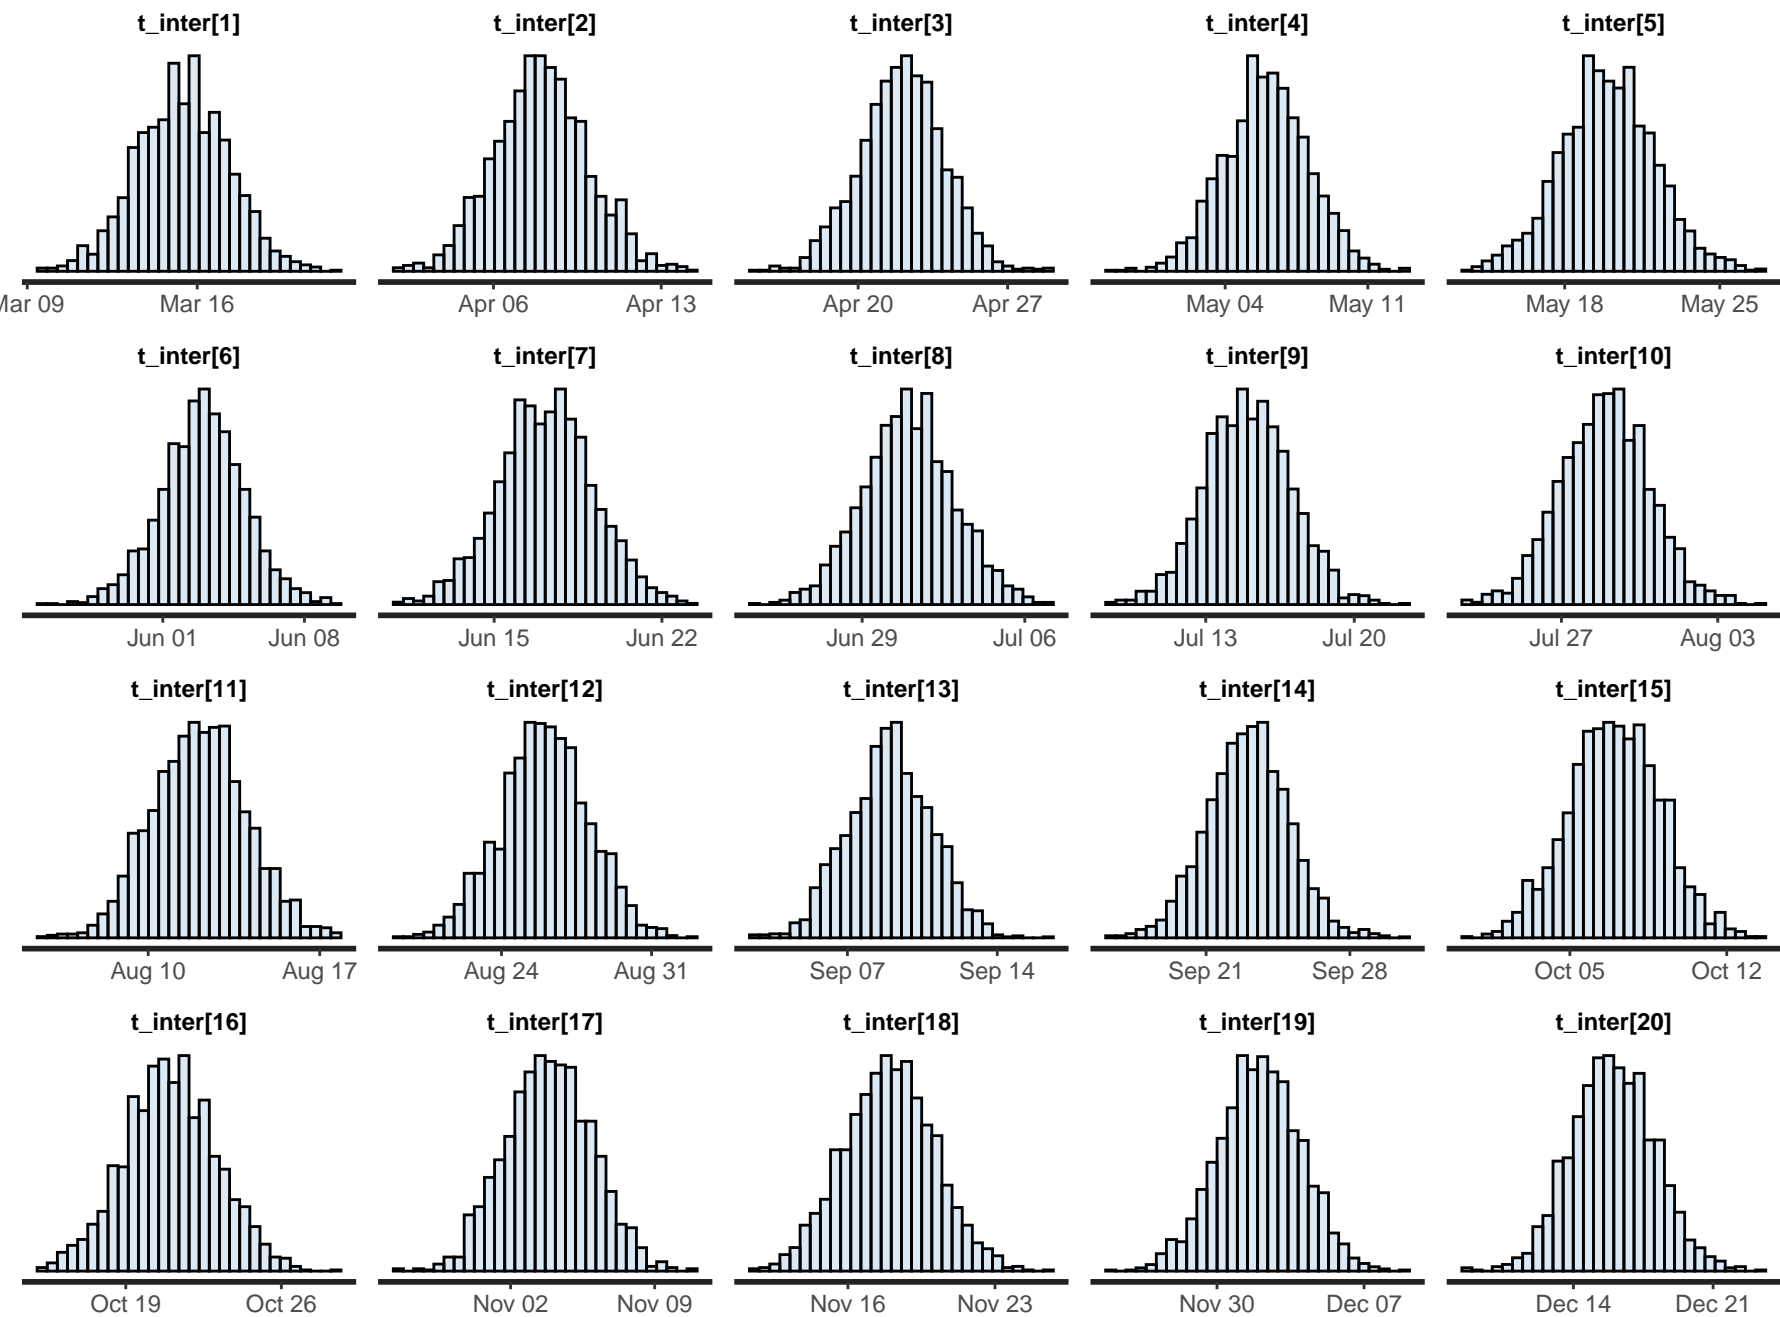 t_inter[1] t_inter[2] t_inter[3] t_inter[4] t_inter[5]
Mar 09 Mar 16 Apr 06 Apr 13 Apr 20 Apr 27 May 04 May 11 May 18 May 25
t_inter[6] t_inter[7] t_inter[8] t_inter[9] t_inter[10]
Jun 01 Jun 08 Jun 15 Jun 22 Jun 29 Jul 06 Jul 13 Jul 20 Jul 27 Aug 03
t_inter[11] t_inter[12] t_inter[13] t_inter[14] t_inter[15]
Aug 10 Aug 17 Aug 24 Aug 31 Sep 07 Sep 14 Sep 21 Sep 28 Oct 05 Oct 12
t_inter[16] t_inter[17] t_inter[18] t_inter[19] t_inter[20]
Oct 19 Oct 26 Nov 02 Nov 09 Nov 16 Nov 23 Nov 30 Dec 07 Dec 14 Dec 21